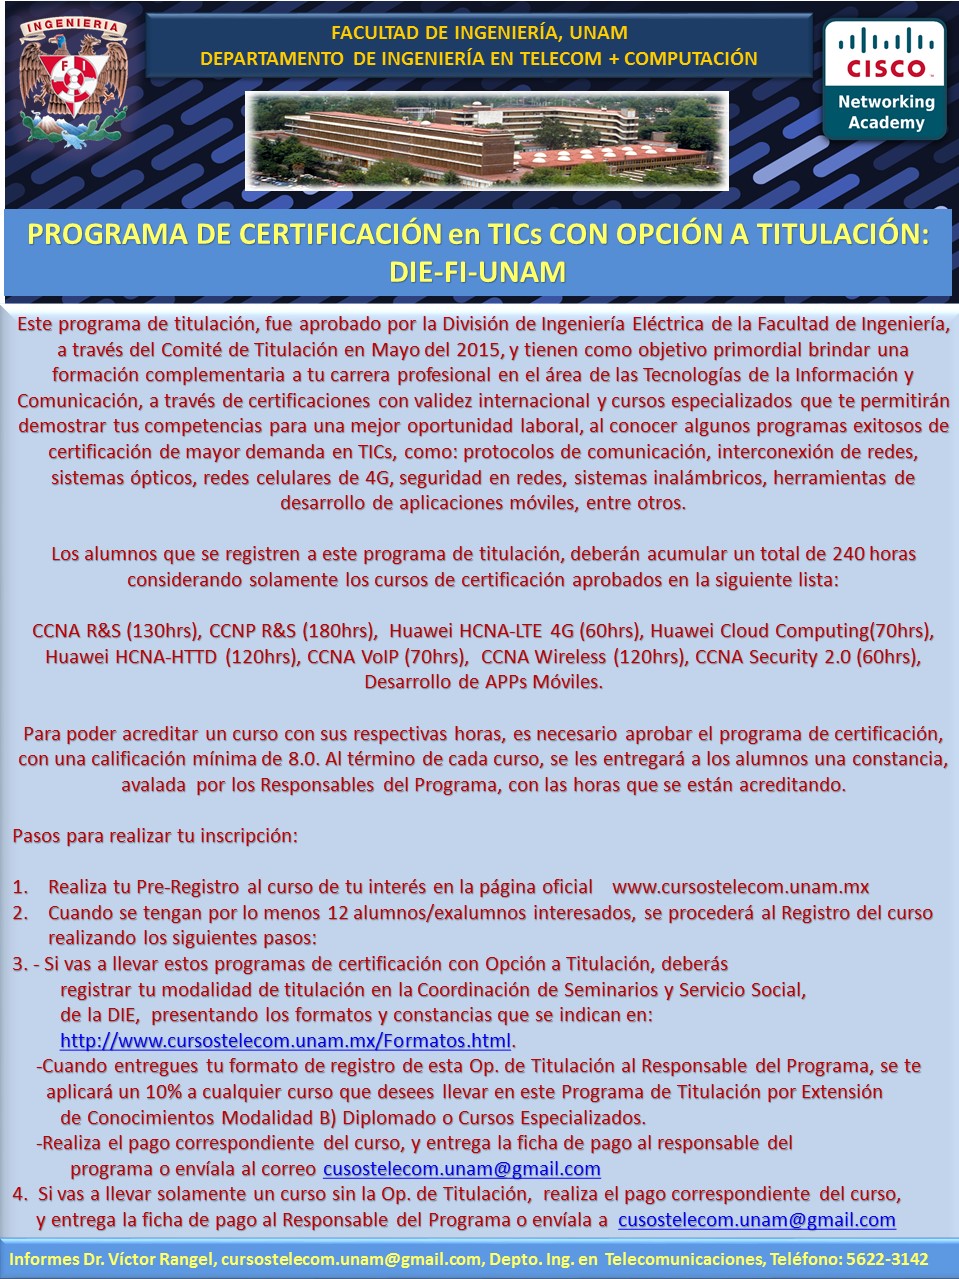 INGENIERIA
FI
FACULTAD DE INGENIERÍA, UNAM
DEPARTAMENTO DE INGENIERÍA EN TELECOM + COMPUTACIÓN
CISCO
Networking
Academy
PROGRAMA DE CERTIFICACIÓN en TICs CON OPCIÓN A TITULACIÓN:
DIE-FI-UNAM
Este programa de titulación, fue aprobado por la División de Ingeniería Eléctrica de la Facultad de Ingeniería,
a través del Comité de Titulación en Mayo del 2015, y tienen como objetivo primordial brindar una
formación complementaria a tu carrera profesional en el área de las Tecnologías de la Información y
Comunicación, a través de certificaciones con validez internacional y cursos especializados que te permitirán
demostrar tus competencias para una mejor oportunidad laboral, al conocer algunos programas exitosos de
certificación de mayor demanda en TICs, como: protocolos de comunicación, interconexión de redes,
sistemas ópticos, redes celulares de 4G, seguridad en redes, sistemas inalámbricos, herramientas de
desarrollo de aplicaciones móviles, entre otros.
Los alumnos que se registren a este programa de titulación, deberán acumular un total de 240 horas
considerando solamente los cursos de certificación aprobados en la siguiente lista:
CCNA R&S (130hrs), CCNP R&S (180hrs), Huawei HCNA-LTE 4G (60hrs), Huawei Cloud Computing(70hrs),
Huawei HCNA-HTTD (120hrs), CCNA VoIP (70hrs), CCNA Wireless (120hrs), CCNA Security 2.0 (60hrs),
Desarrollo de APPs Móviles.
Para poder acreditar un curso con sus respectivas horas, es necesario aprobar el programa de certificación,
con una calificación mínima de 8.0. Al término de cada curso, se les entregará a los alumnos una constancia,
avalada por los Responsables del Programa, con las horas que se están acreditando.
Pasos para realizar tu inscripción:
1. Realiza tu Pre-Registro al curso de tu interés en la página oficial www.cursostelecom.unam.mx
2. Cuando se tengan por lo menos 12 alumnos/exalumnos interesados, se procederá al Registro del curso
realizando los siguientes pasos:
3. - Si vas a llevar estos programas de certificación con Opción a Titulación, deberás
registrar tu modalidad de titulación en la Coordinación de Seminarios y Servicio Social,
de la DIE, presentando los formatos y constancias que se indican en:
http://www.cursostelecom.unam.mx/Formatos.html.
-Cuando entregues tu formato de registro de esta Op. de Titulación al Responsable del Programa, se te
aplicará un 10% a cualquier curso que desees llevar en este Programa de Titulación por Extensión
de Conocimientos Modalidad B) Diplomado o Cursos Especializados.
-Realiza el pago correspondiente del curso, y entrega la ficha de pago al responsable del
programa o envíala al correo cusostelecom.unam@gmail.com
4. Si vas a llevar solamente un curso sin la Op. de Titulación, realiza el pago correspondiente del curso,
y entrega la ficha de pago al Responsable del Programa o envíala a cusostelecom.unam@gmail.com
Informes Dr. Víctor Rangel, cursostelecom.unam@gmail.com, Depto. Ing. en Telecomunicaciones, Teléfono: 5622-3142